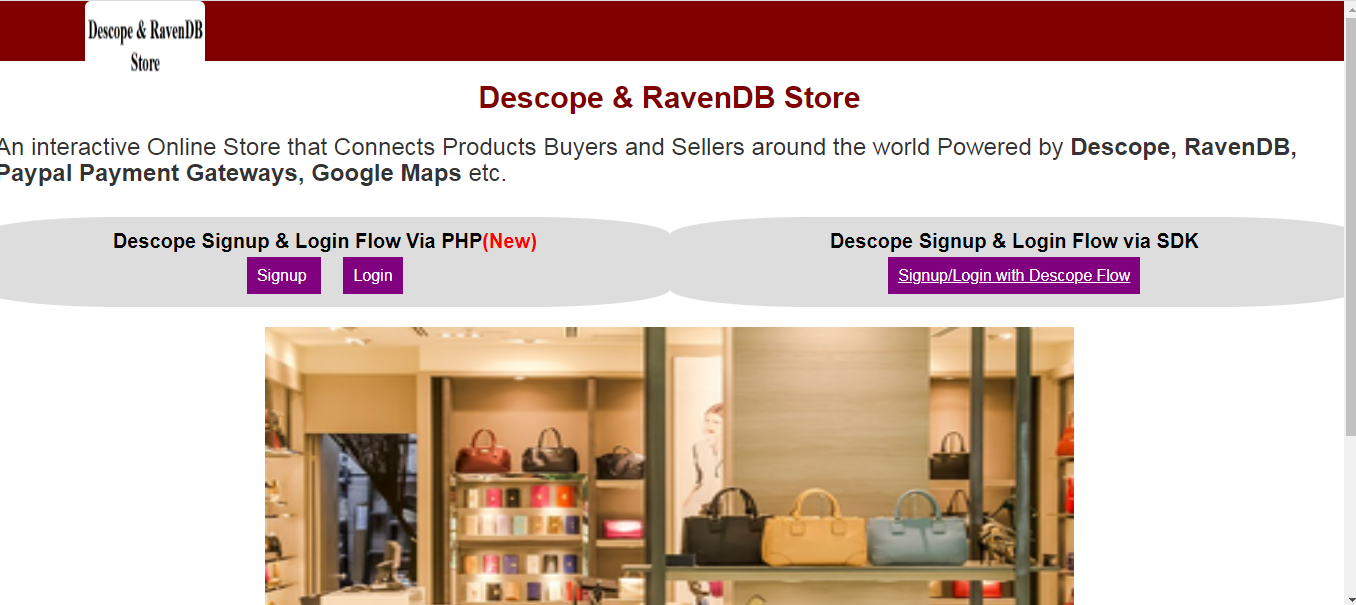 Descope & RavenDB
Store
Descope & RavenDB Store
An interactive Online Store that Connects Products Buyers and Sellers around the world Powered by Descope, RavenDB,
Paypal Payment Gateways, Google Maps etc.
Descope Signup & Login Flow Via PHP(New)
Signup
Login
Descope Signup & Login Flow via SDK
Signup/Login with Descope Flow